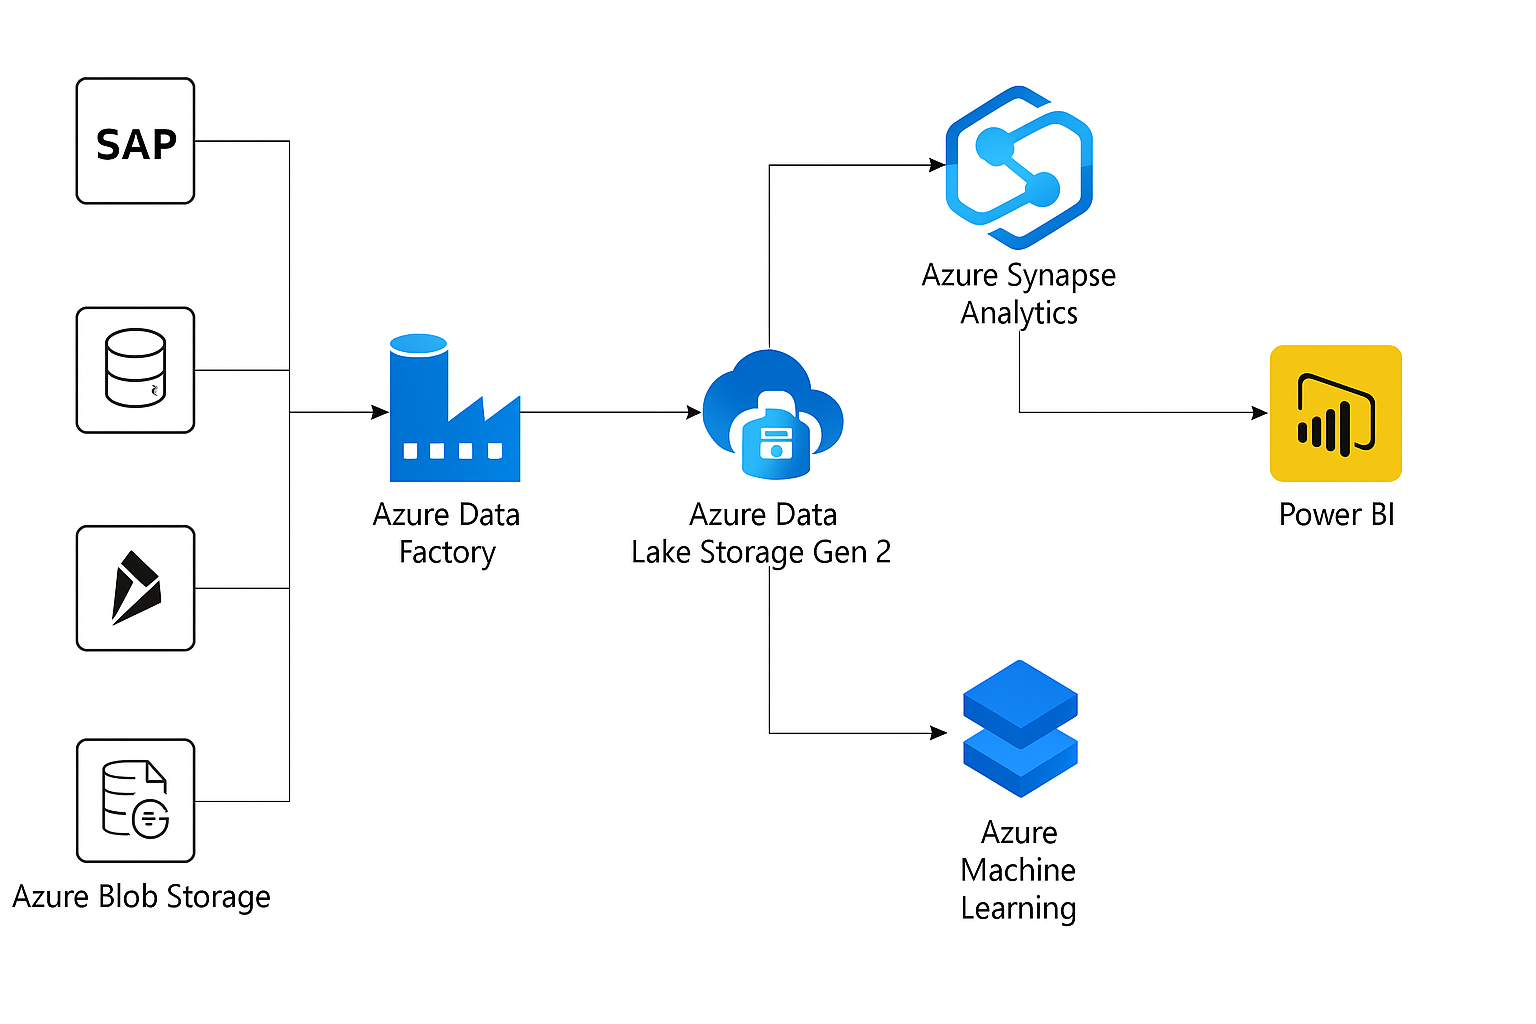 SAP
Azure Synapse
Analytics
Azure Data
Factory
Azure Data
Lake Storage Gen 2
Power BI
Azure Blob Storage
Azure
Machine
Learning